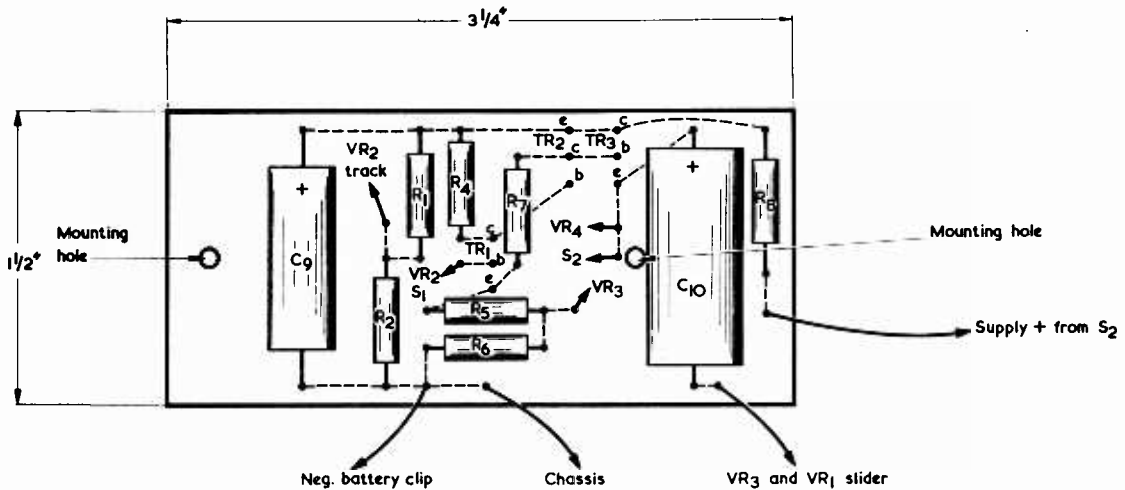 3 1/4"
1 1/2"
Mounting
hole
VR2
track
+
C9
R1
R2
R4
R7
e
c
TR2
TR3
c
b
b
e
c
TR1
b
e
VR2
S1
R5
R6
VR4
S2
VR3
+
C10
R8
Mounting hole
Supply + from S2
Neg. battery clip
Chassis
VR3 and VR1 slider